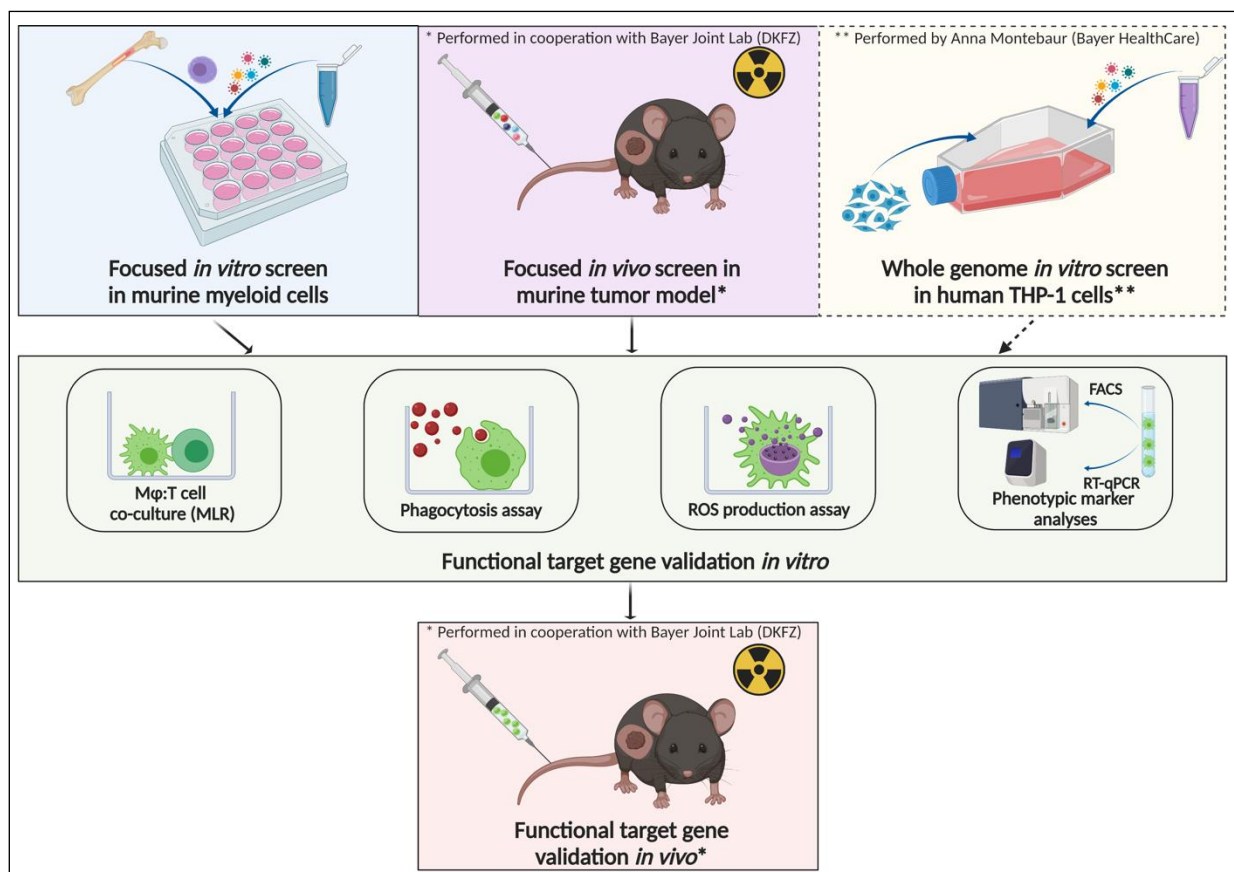 * Performed in cooperation with Bayer Joint Lab (DKFZ)
** Performed by Anna Montebaur (Bayer HealthCare)
Focused in vitro screen
in murine myeloid cells
Focused in vivo screen in
murine tumor model*
Whole genome in vitro screen
in human THP-1 cells**
Mφ:T cell
co-culture (MLR)
Phagocytosis assay
ROS production assay
FACS
RT-qPCR
Phenotypic marker
analyses
Functional target gene validation in vitro
* Performed in cooperation with Bayer Joint Lab (DKFZ)
Functional target gene
validation in vivo*